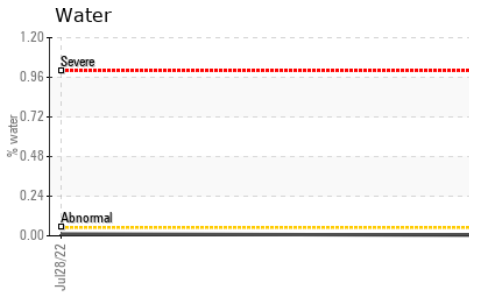 Water
1.20
Severe
0.96
0.72
% water
0.48
0.24
Abnormal
0.00
Jul28/22